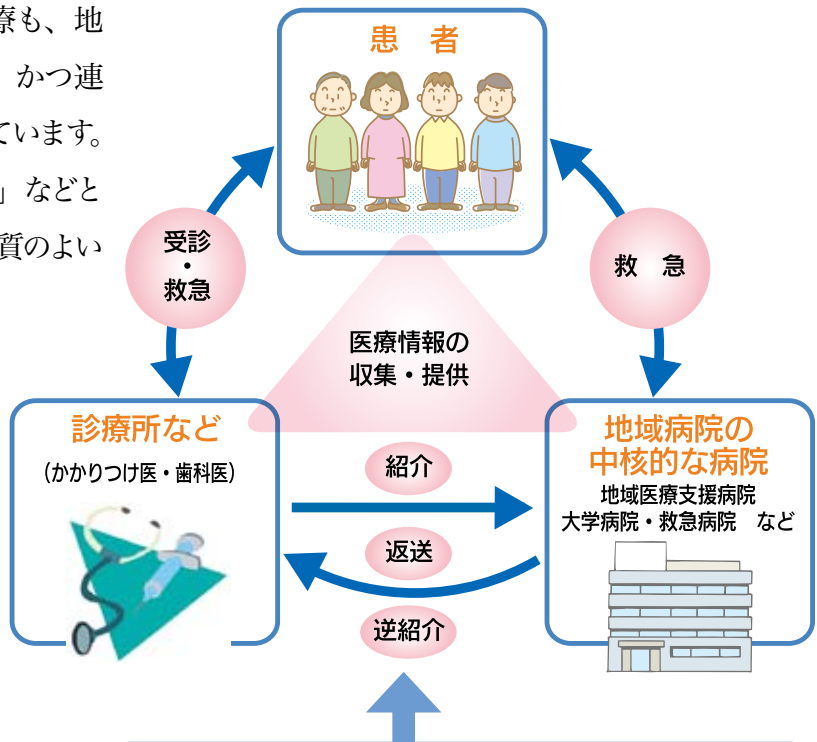 療も、地
かつ連
ています。
」などと
質のよい
患 者
受診
・
救急
救 急
医療情報の
収集・提供
診療所など
(かかりつけ医・歯科医)
地域病院の
中核的な病院
地域医療支援病院
大学病院・救急病院 など
紹介
返送
逆紹介